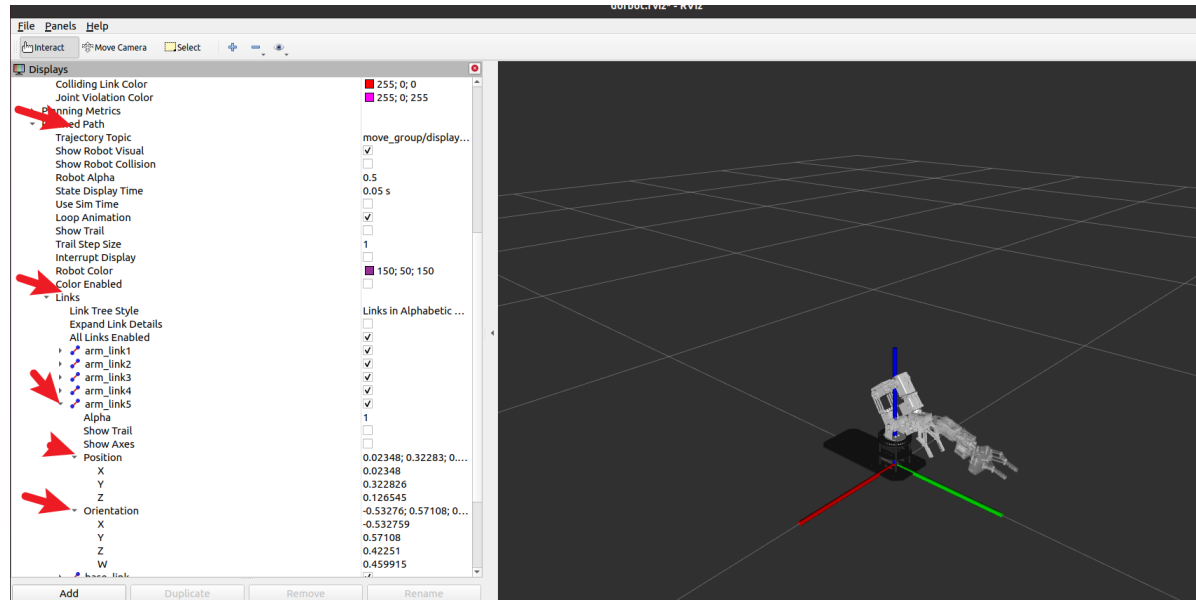 dofbot.rviz* - RViz
File Panels Help
Interact Move Camera Select
Displays
Colliding Link Color 255; 0; 0
Joint Violation Color 255; 0; 255
Planning Metrics
Path
Trajectory Topic move_group/display...
Show Robot Visual
Show Robot Collision
Robot Alpha 0.5
State Display Time 0.05 s
Use Sim Time
Loop Animation
Show Trail
Trail Step Size 1
Interrupt Display
Robot Color 150; 50; 150
Color Enabled
Links
Link Tree Style Links in Alphabetic ...
Expand Link Details
All Links Enabled
arm_link1
arm_link2
arm_link3
arm_link4
arm_link5
Alpha 1
Show Trail
Show Axes
Position 0.02348; 0.32283; 0....
X 0.02348
Y 0.322826
Z 0.126545
Orientation -0.53276; 0.57108; 0...
X -0.532759
Y 0.57108
Z 0.42251
W 0.459915
base_link
Add Duplicate Remove Rename